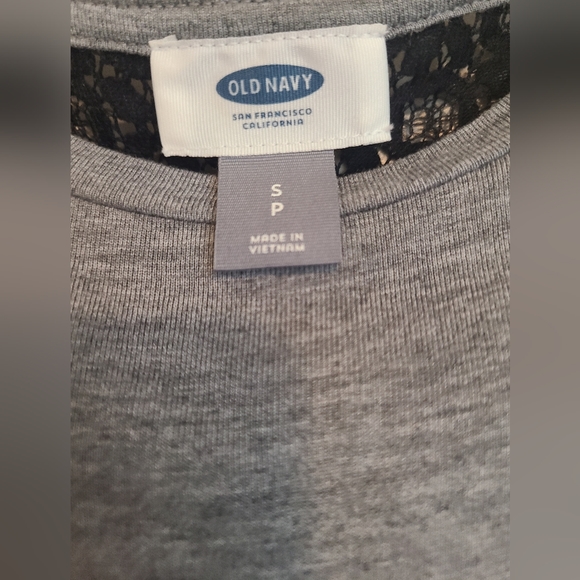 OLD NAVY
SAN FRANCISCO
CALIFORNIA
S
P
MADE IN
VIETNAM